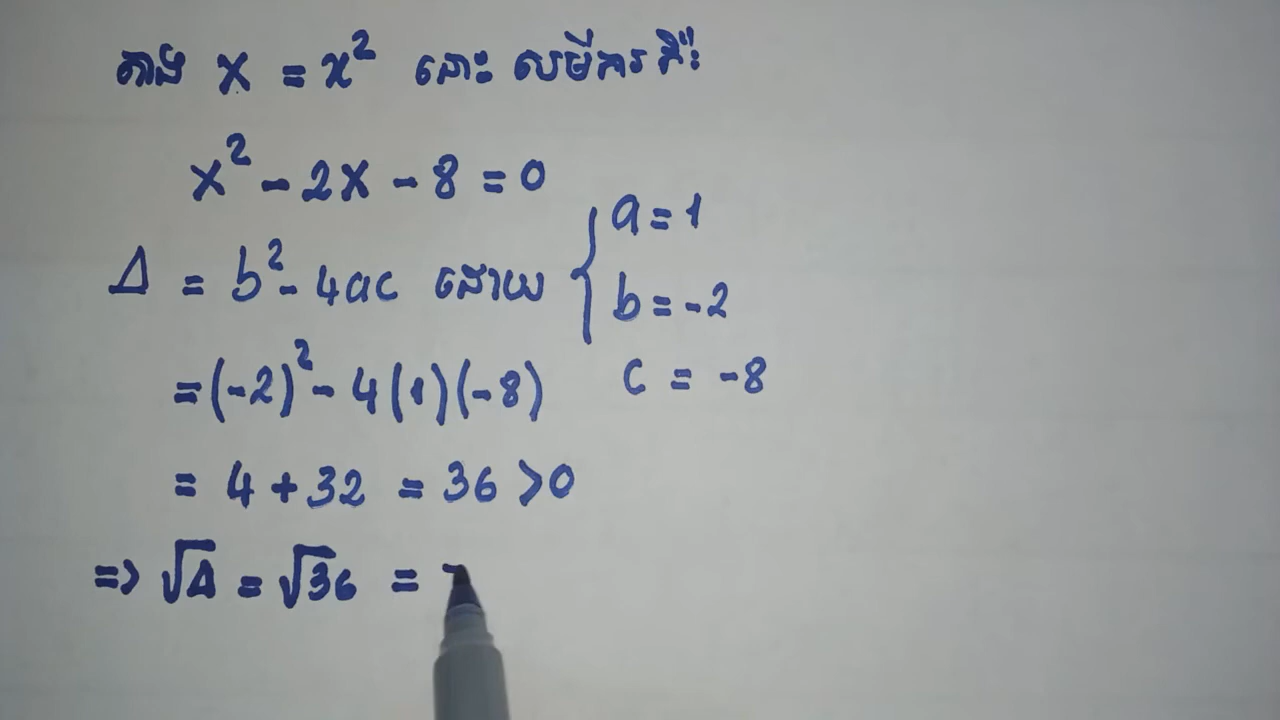 តាង X = x² នោះ សមីការគឺ៖
X² - 2X - 8 = 0
Δ = b² - 4ac ដោយ { a = 1
b = -2
= (-2)² - 4(1)(-8) c = -8
= 4 + 32 = 36 > 0
=> √Δ = √36 =